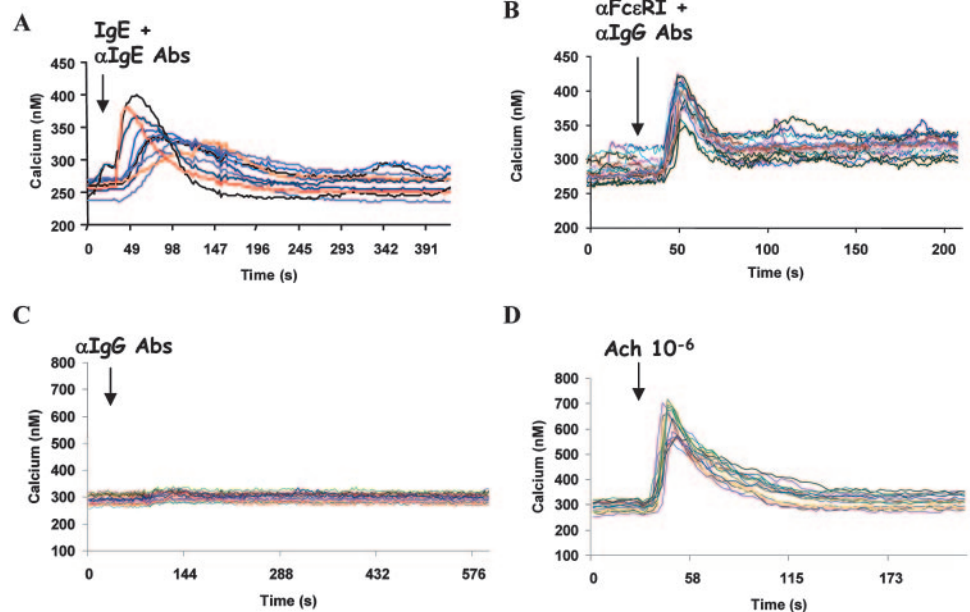 A
IgE +
αIgE Abs
450
400
350
300
250
200
Calcium (nM)
0 49 98 147 196 245 293 342 391
Time (s)
B
αFcεRI +
αIgG Abs
450
400
350
300
250
200
Calcium (nM)
0 50 100 150 200
Time (s)
C
αIgG Abs
800
700
600
500
400
300
200
100
Calcium (nM)
0 144 288 432 576
Time (s)
D
Ach 10⁻⁶
800
700
600
500
400
300
200
100
Calcium (nM)
0 58 115 173
Time (s)